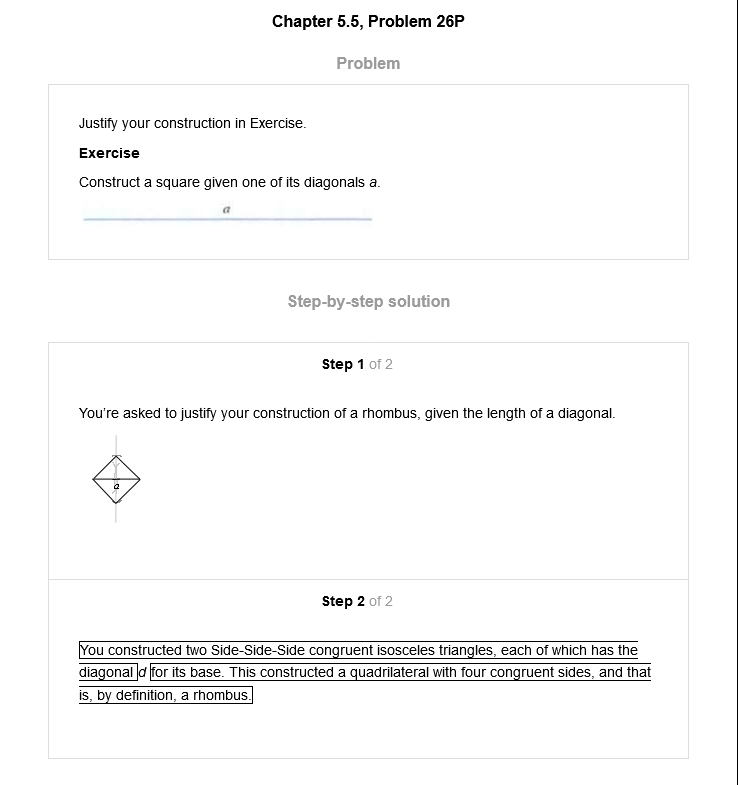 Chapter 5.5, Problem 26P
Problem
Justify your construction in Exercise.
Exercise
Construct a square given one of its diagonals a.
a
Step-by-step solution
Step 1 of 2
You're asked to justify your construction of a rhombus, given the length of a diagonal.
a
Step 2 of 2
You constructed two Side-Side-Side congruent isosceles triangles, each of which has the
diagonal d for its base. This constructed a quadrilateral with four congruent sides, and that
is, by definition, a rhombus.